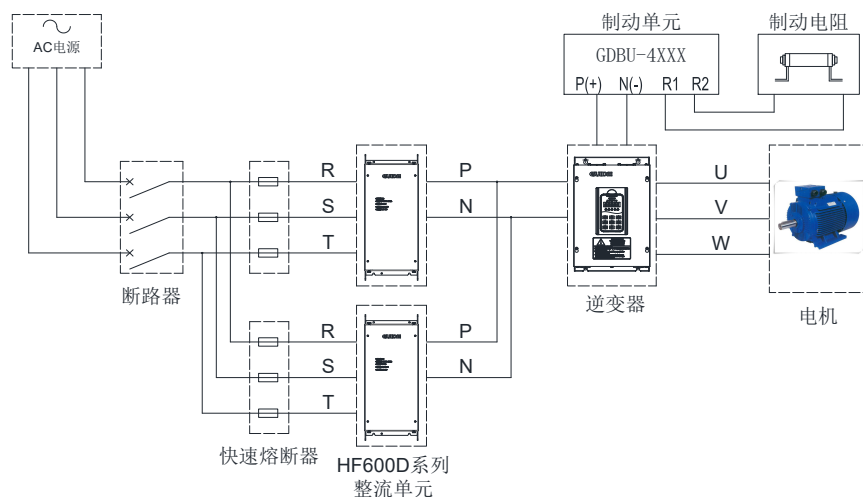 制动单元
制动电阻
AC电源
GDBU-4XXX
P(+) N(-) R1 R2
R
P
U
S
N
V
T
W
断路器
逆变器
电机
R
P
S
N
T
快速熔断器
HF600D系列
整流单元